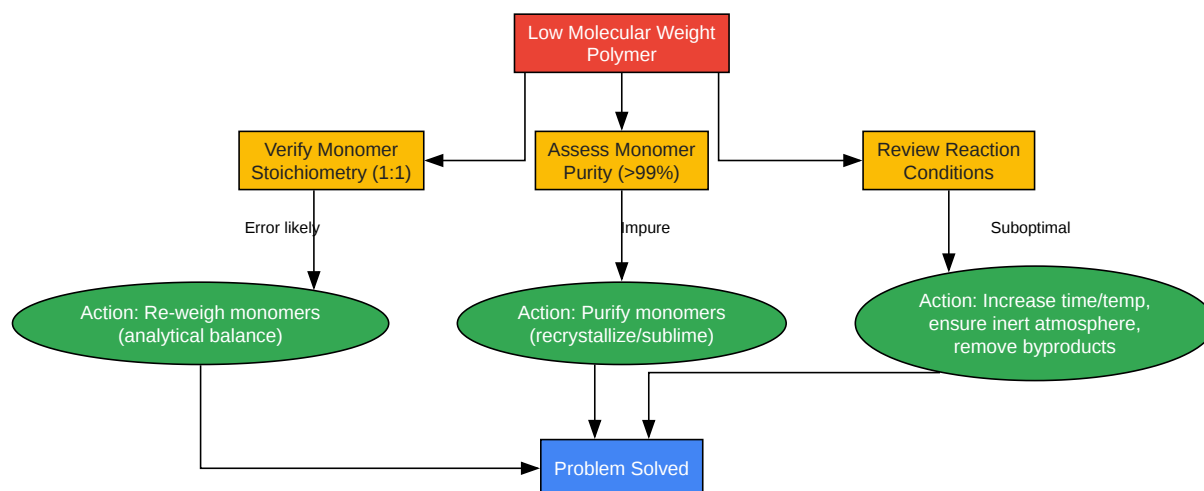 Low Molecular Weight
Polymer
Verify Monomer
Stoichiometry (1:1)
Assess Monomer
Purity (>99%)
Review Reaction
Conditions
Error likely
Impure
Suboptimal
Action: Re-weigh monomers
(analytical balance)
Action: Purify monomers
(recrystallize/sublime)
Action: Increase time/temp,
ensure inert atmosphere,
remove byproducts
Problem Solved